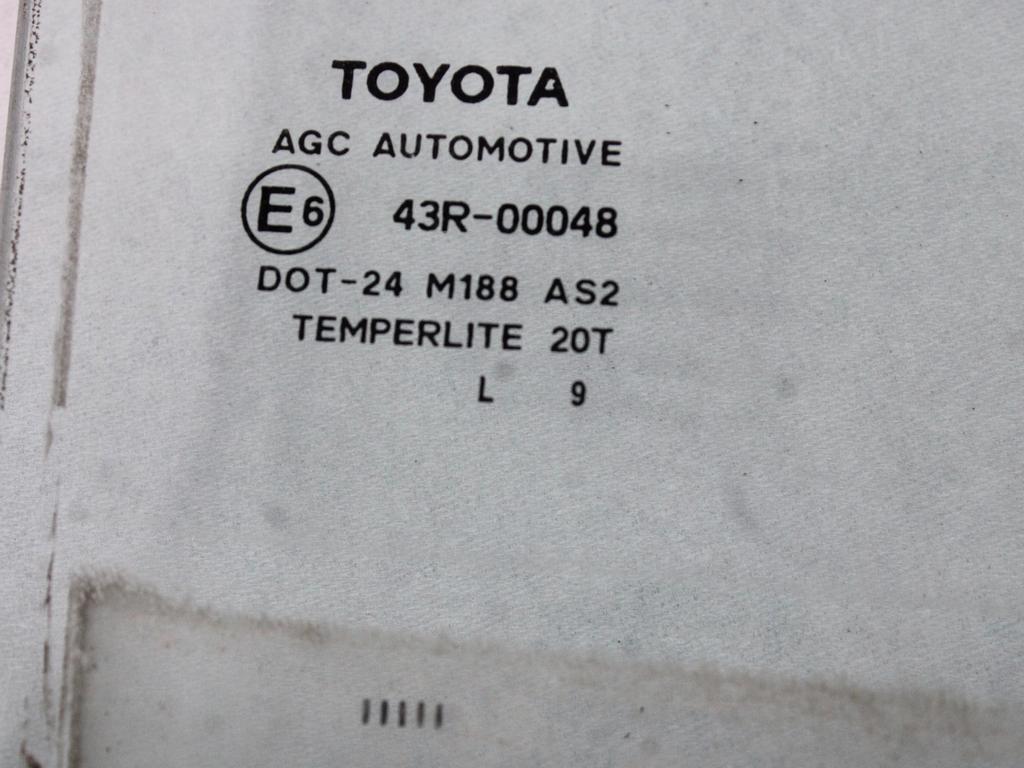 TOYOTA
AGC AUTOMOTIVE
E6 43R-00048
DOT-24 M188 AS2
TEMPERLITE 20T
L 9